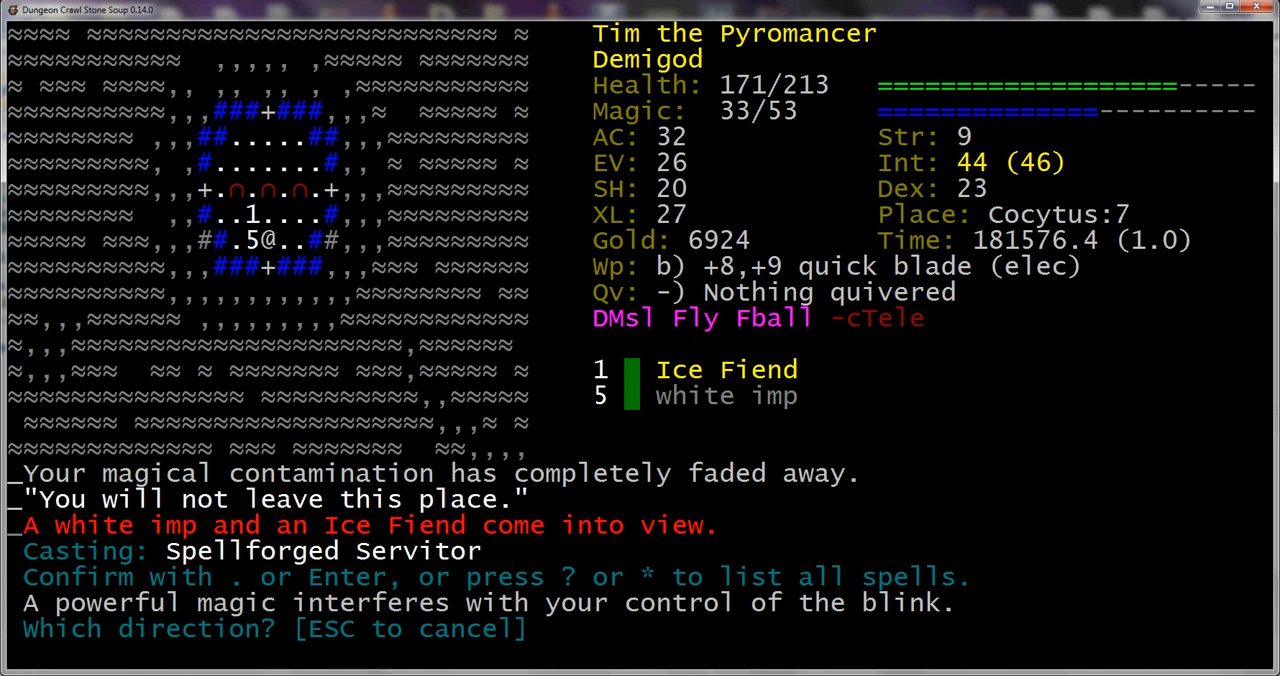 Dungeon Crawl Stone Soup 0.14.0
≈≈≈≈ ≈≈≈≈≈≈≈≈≈≈≈≈≈≈≈≈≈≈≈≈≈≈≈≈≈≈ ≈ Tim the Pyromancer
≈≈≈≈≈≈≈≈≈≈≈ ,,,,, ,≈≈≈≈≈ ≈≈≈≈≈≈≈ Demigod
≈ ≈≈≈ ≈≈≈≈,, ,, ,, ,≈≈≈≈≈≈≈≈≈≈≈ Health: 171/213 ===================-----
≈≈≈≈≈≈≈≈≈≈,,,###+###,,,≈ ≈≈≈≈≈ ≈ Magic: 33/53 ==============----------
≈≈≈≈≈≈≈≈ ,,,##.....##,,,≈≈≈≈≈≈≈≈≈ AC: 32 Str: 9
≈≈≈≈≈≈≈≈≈, ,#.......#,,, ≈ ≈≈≈≈≈≈≈ EV: 26 Int: 44 (46)
≈≈≈≈≈≈≈≈≈,,,+.∩.∩.∩.+,,,≈≈≈≈≈≈≈≈≈ SH: 20 Dex: 23
≈≈≈≈≈≈≈≈ ,,#..1....#,,,≈≈≈≈≈≈≈≈≈ XL: 27 Place: Cocytus:7
≈≈≈≈≈≈≈≈≈,,,##.5@..##,,,≈≈≈≈≈≈≈≈≈ Gold: 6924 Time: 181576.4 (1.0)
≈≈≈≈≈≈≈≈≈≈,,,###+###,,,≈≈≈ ≈≈≈≈≈≈ Wp: b) +8,+9 quick blade (elec)
≈≈≈≈≈≈≈≈≈≈,,,,,,,,,,,,≈≈≈≈≈≈≈≈ ≈≈ Qv: -) Nothing quivered
≈≈,,,≈≈≈≈≈≈ ,,,,,,,,,≈≈≈≈≈≈≈≈≈≈≈≈ DMsl Fly Fball -cTele
≈,,,≈≈≈≈≈≈≈≈≈≈≈≈≈≈≈≈≈≈≈≈≈,≈≈≈≈≈≈
≈,,,≈≈≈ ≈≈ ≈ ≈≈≈≈≈≈≈ ≈≈≈,≈≈≈≈≈ ≈ 1 Ice Fiend
≈≈≈≈≈≈≈≈≈≈≈≈≈≈≈ ≈≈≈≈≈≈≈≈≈≈,,≈≈≈≈≈ 5 white imp
≈≈≈≈≈≈ ≈≈≈≈≈≈≈≈≈≈≈≈≈≈≈≈≈≈≈,,,≈ ≈
≈≈≈≈≈≈≈≈≈≈≈≈≈ ≈≈≈ ≈≈≈≈≈≈≈≈ ≈≈,,,,
_Your magical contamination has completely faded away.
_"You will not leave this place."
_A white imp and an Ice Fiend come into view.
Casting: Spellforged Servitor
Confirm with . or Enter, or press ? or * to list all spells.
A powerful magic interferes with your control of the blink.
Which direction? [ESC to cancel]